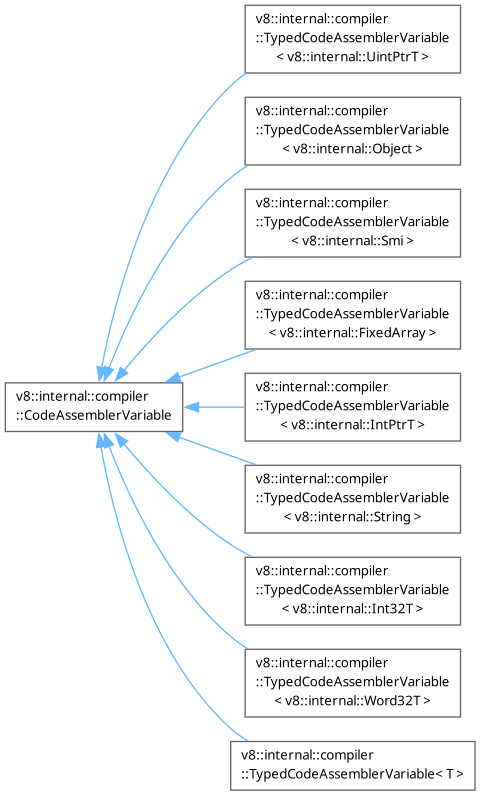 v8::internal::compiler
::TypedCodeAssemblerVariable
< v8::internal::UintPtrT >
v8::internal::compiler
::TypedCodeAssemblerVariable
< v8::internal::Object >
v8::internal::compiler
::TypedCodeAssemblerVariable
< v8::internal::Smi >
v8::internal::compiler
::TypedCodeAssemblerVariable
< v8::internal::FixedArray >
v8::internal::compiler
::CodeAssemblerVariable
v8::internal::compiler
::TypedCodeAssemblerVariable
< v8::internal::IntPtrT >
v8::internal::compiler
::TypedCodeAssemblerVariable
< v8::internal::String >
v8::internal::compiler
::TypedCodeAssemblerVariable
< v8::internal::Int32T >
v8::internal::compiler
::TypedCodeAssemblerVariable
< v8::internal::Word32T >
v8::internal::compiler
::TypedCodeAssemblerVariable< T >